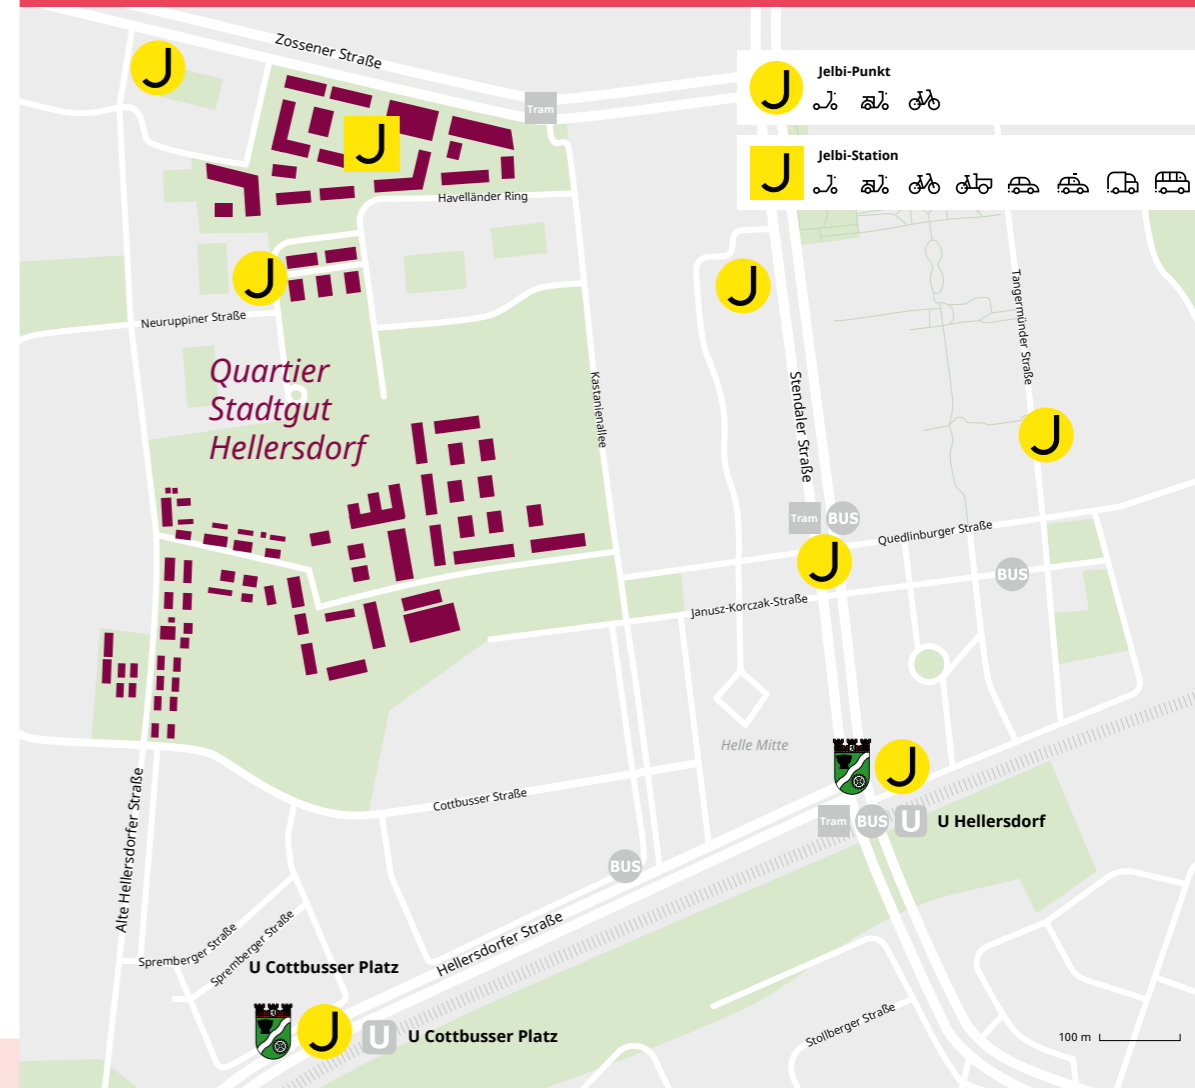 Zossener Straße
Tram
Jelbi-Punkt
Jelbi-Station
Havelländer Ring
Neuruppiner Straße
Quartier
Stadtgut
Hellersdorf
Kastanienallee
Stendaler Straße
Tangermünder Straße
Tram
BUS
Quedlinburger Straße
BUS
Janusz-Korczak-Straße
Helle Mitte
Cottbusser Straße
Tram
BUS
U
U Hellersdorf
Alte Hellersdorfer Straße
BUS
Spremberger Straße
Spremberger Straße
Hellersdorfer Straße
U Cottbusser Platz
U
U Cottbusser Platz
Stollberger Straße
100 m